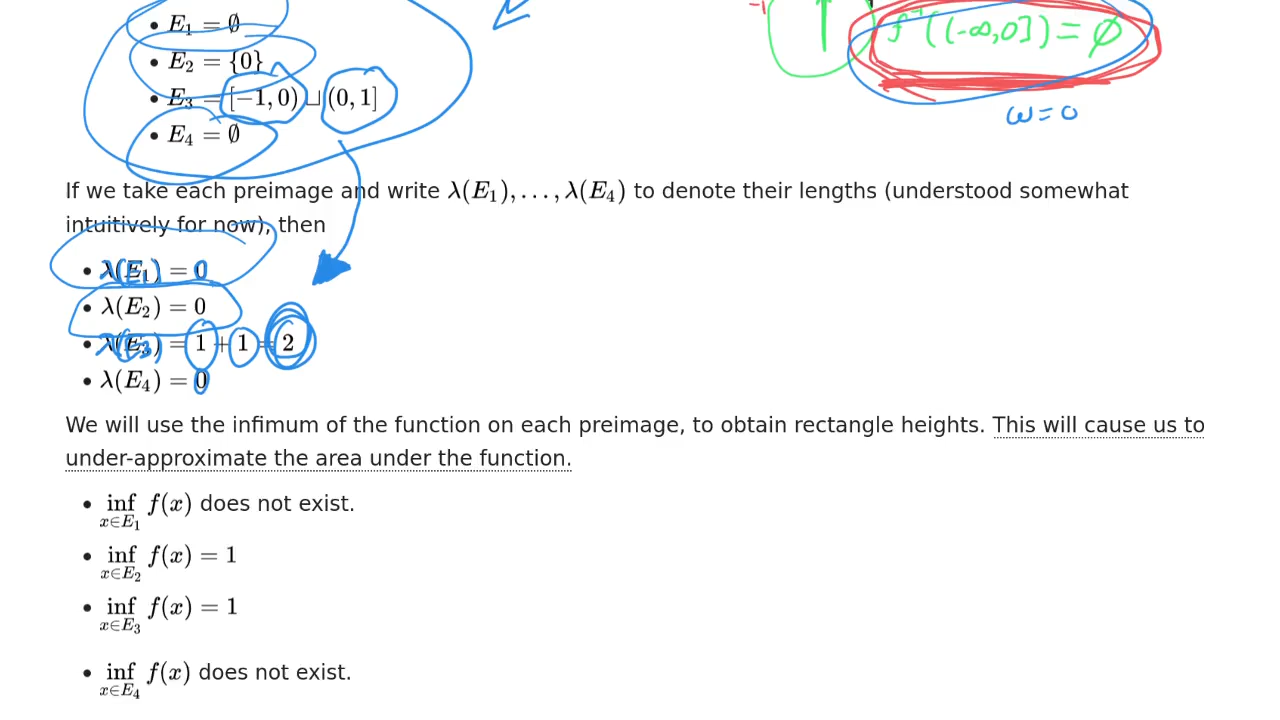 • E₁ = ∅
• E₂ = {0}
• E₃ = [−1, 0) ⊔ (0, 1]
• E₄ = ∅
-1
f⁻¹((-∞,0]) = ∅
ω=0
If we take each preimage and write λ(E₁), . . . , λ(E₄) to denote their lengths (understood somewhat
intuitively for now), then
• λ(E₁) = 0
• λ(E₂) = 0
• λ(E₃) = 1 + 1 = 2
• λ(E₄) = 0
We will use the infimum of the function on each preimage, to obtain rectangle heights. This will cause us to
under-approximate the area under the function.
• inf_{x∈E₁} f(x) does not exist.
• inf_{x∈E₂} f(x) = 1
• inf_{x∈E₃} f(x) = 1
• inf_{x∈E₄} f(x) does not exist.